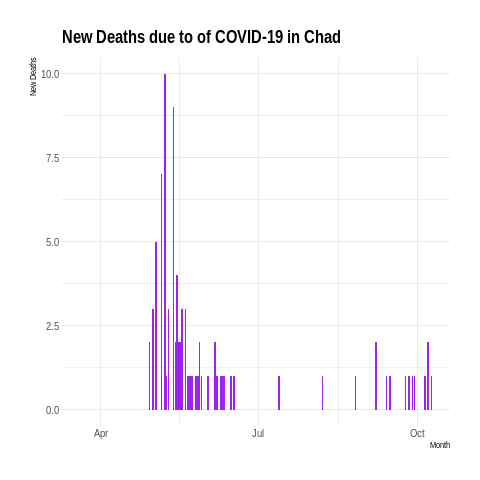 New Deaths due to of COVID-19 in Chad
New Deaths
10.0
7.5
5.0
2.5
0.0
Apr
Jul
Oct
Month